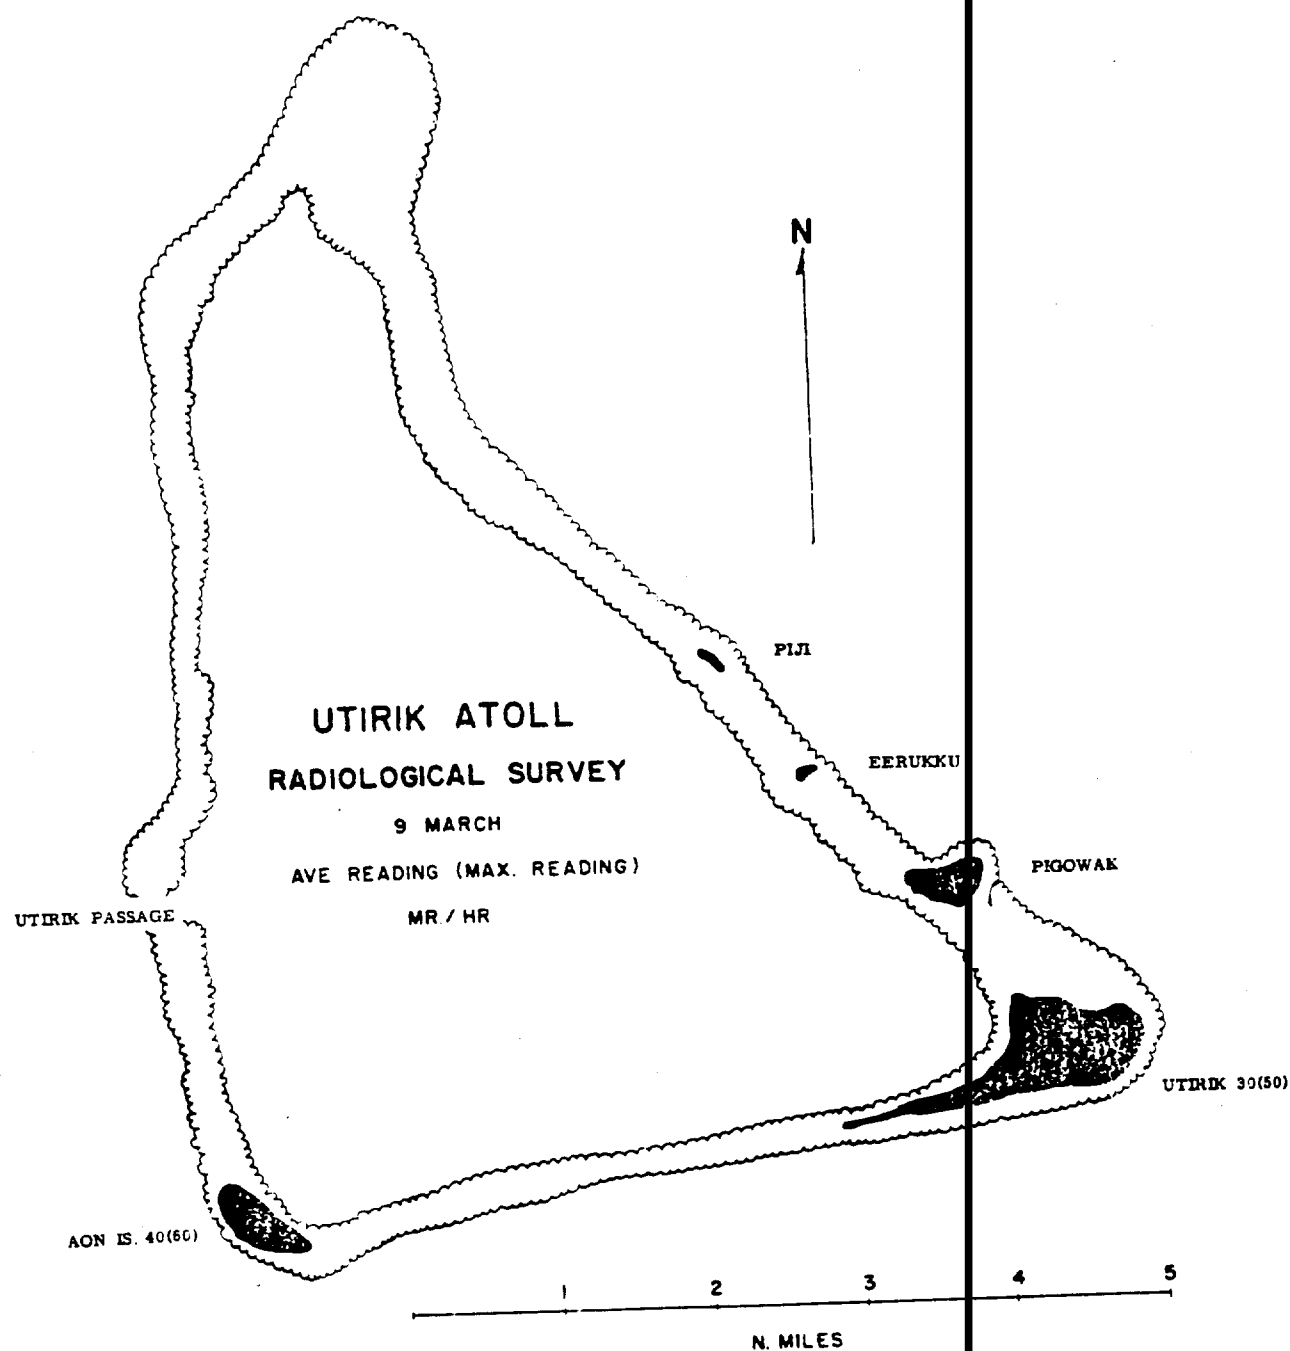 N
PIJI
UTIRIK ATOLL
RADIOLOGICAL SURVEY
EERUKKU
9 MARCH
AVE READING (MAX. READING)
PIGOWAK
UTIRIK PASSAGE
MR./HR
UTIRIK 30(50)
AON IS. 40(60)
1 2 3 4 5
N. MILES